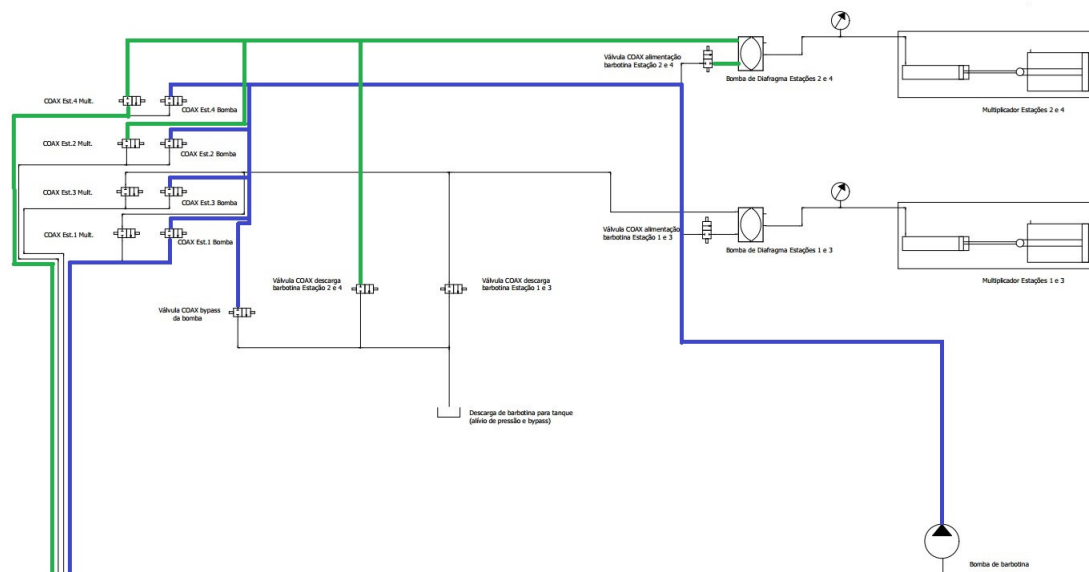 Válvula COAX alimentação
barbotina Estação 2 e 4
Bomba de Diafragma Estações 2 e 4
Multiplicador Estações 2 e 4
COAX Est.4 Mult.
COAX Est.4 Bomba
COAX Est.2 Mult.
COAX Est.2 Bomba
COAX Est.3 Mult.
COAX Est.3 Bomba
COAX Est.1 Mult.
COAX Est.1 Bomba
Válvula COAX alimentação
barbotina Estação 1 e 3
Bomba de Diafragma Estações 1 e 3
Multiplicador Estações 1 e 3
Válvula COAX descarga
barbotina Estação 2 e 4
Válvula COAX descarga
barbotina Estação 1 e 3
Válvula COAX bypass
da bomba
Descarga de barbotina para tanque
(alívio de pressão e bypass)
Bomba de barbotina